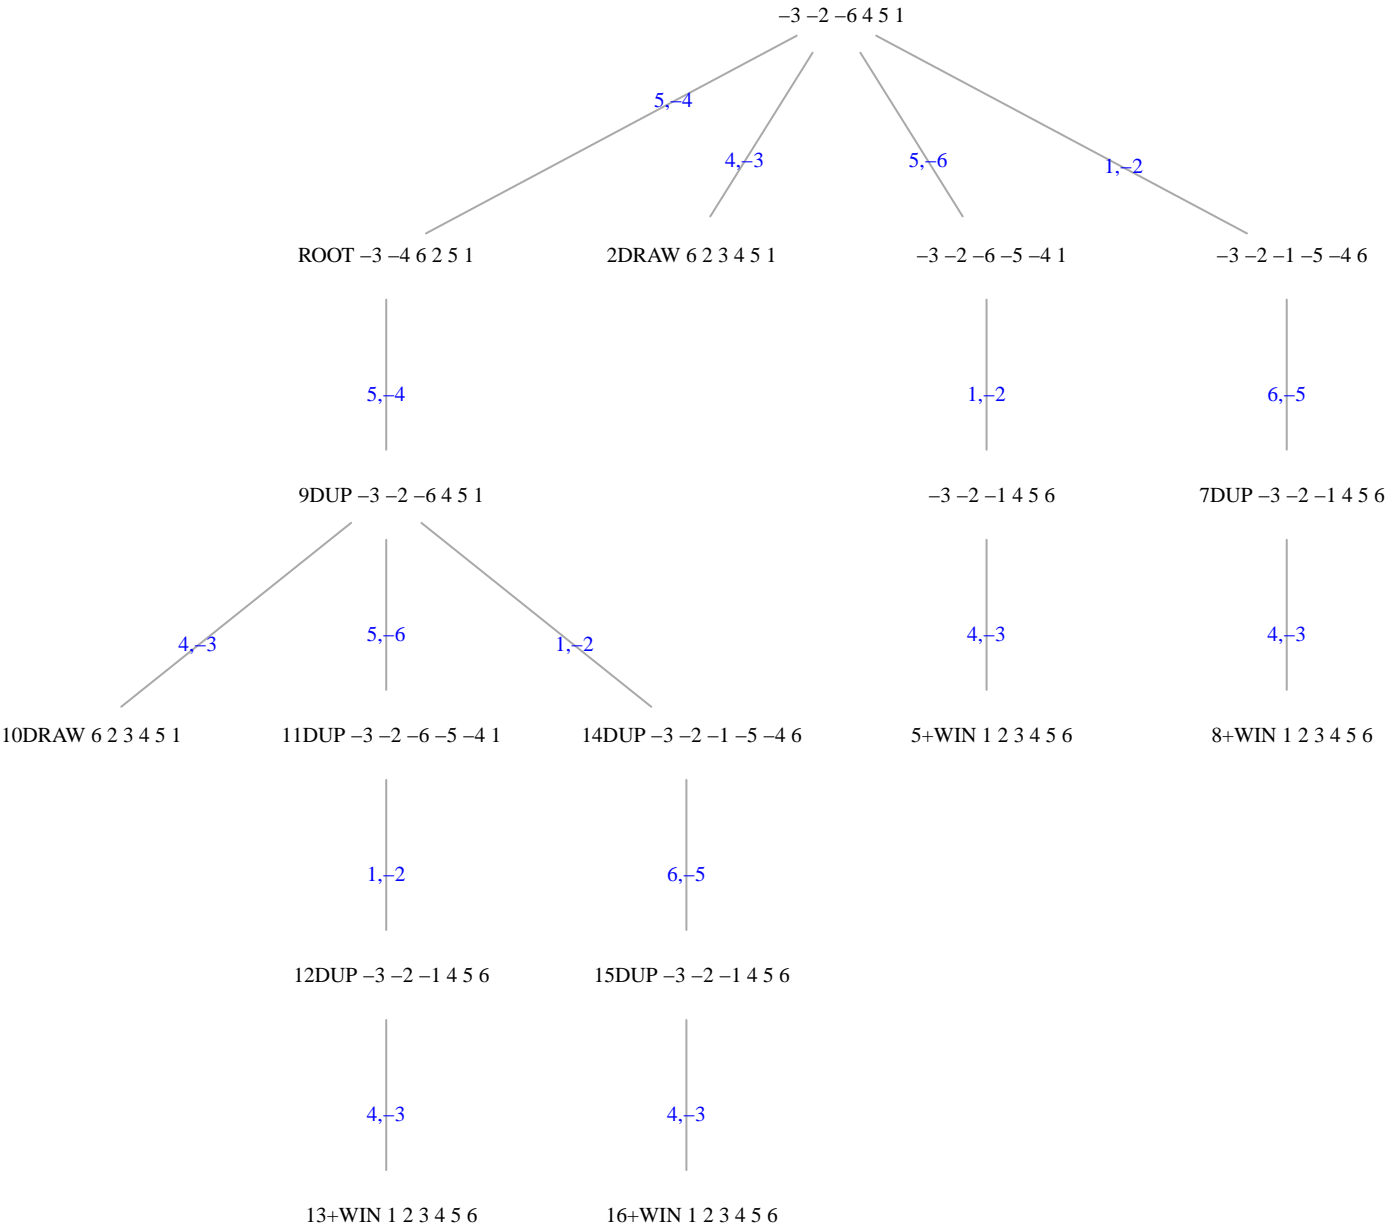 –3 –2 –6 4 5 1
5,–4
4,–3
5,–6
1,–2
ROOT –3 –4 6 2 5 1
2DRAW 6 2 3 4 5 1
–3 –2 –6 –5 –4 1
–3 –2 –1 –5 –4 6
5,–4
1,–2
6,–5
9DUP –3 –2 –6 4 5 1
–3 –2 –1 4 5 6
7DUP –3 –2 –1 4 5 6
4,–3
5,–6
1,–2
4,–3
4,–3
10DRAW 6 2 3 4 5 1
11DUP –3 –2 –6 –5 –4 1
14DUP –3 –2 –1 –5 –4 6
5+WIN 1 2 3 4 5 6
8+WIN 1 2 3 4 5 6
1,–2
6,–5
12DUP –3 –2 –1 4 5 6
15DUP –3 –2 –1 4 5 6
4,–3
4,–3
13+WIN 1 2 3 4 5 6
16+WIN 1 2 3 4 5 6